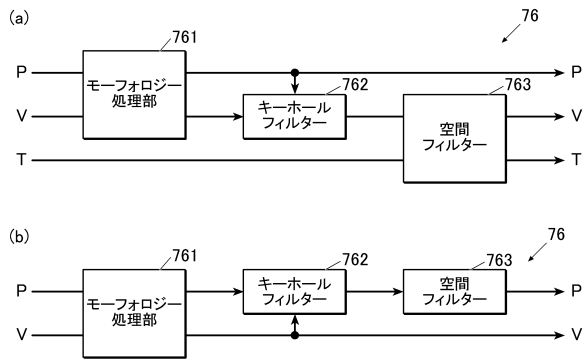 (a)
76
761
P
モーフォロジー
処理部
P
762
763
V
キーホール
フィルター
空間
フィルター
V
T
T
(b)
76
761
762
763
P
モーフォロジー
処理部
キーホール
フィルター
空間
フィルター
P
V
V